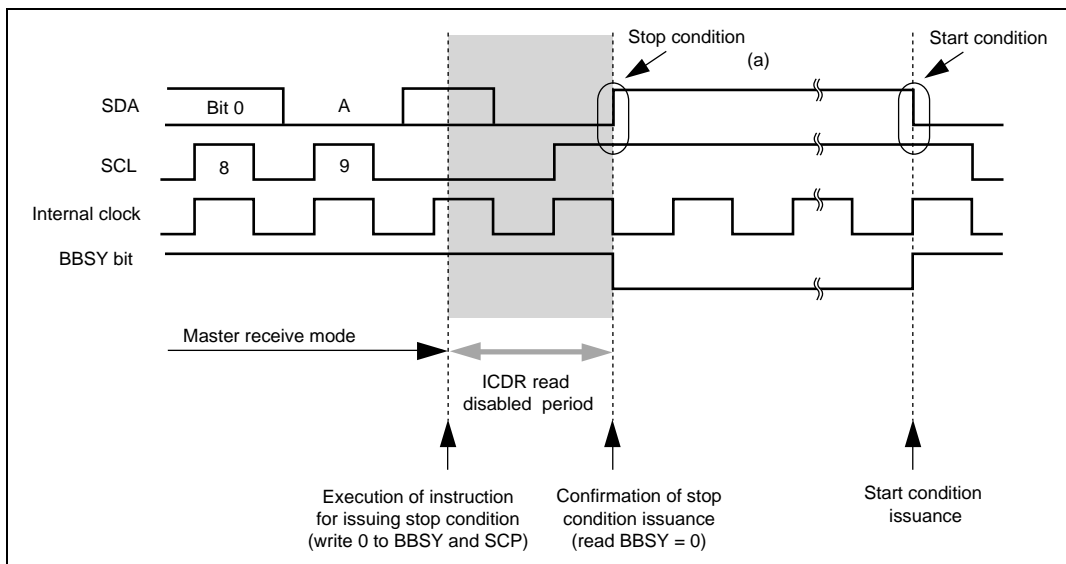 Stop condition
Start condition
(a)
SDA
Bit 0
A
SCL
8
9
Internal clock
BBSY bit
Master receive mode
ICDR read
disabled period
Execution of instruction
for issuing stop condition
(write 0 to BBSY and SCP)
Confirmation of stop
condition issuance
(read BBSY = 0)
Start condition
issuance